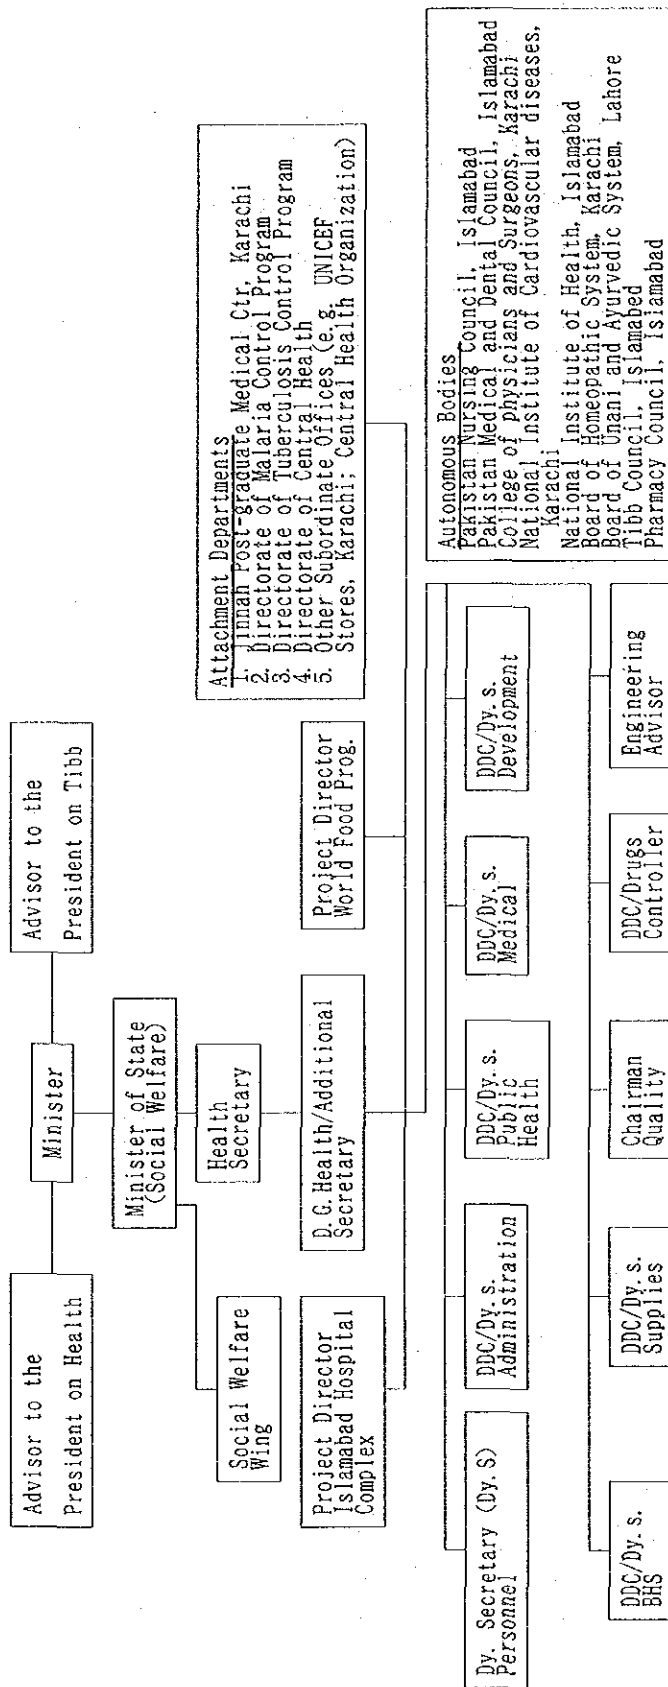 Advisor to the
President on Health
Minister
Advisor to the
President on Tibb
Minister of State
(Social Welfare)
Social Welfare
Wing
Health
Secretary
Project Director
Islamabad Hospital
Complex
D.G.Health/Additional
Secretary
Project Director
World Food Prog.
Attachment Departments
1. Jinnah Post-graduate Medical Ctr, Karachi
2. Directorate of Malaria Control Program
3. Directorate of Tuberculosis Control Program
4. Directorate of Central Health
5. Other Subordinate Offices (e.g. UNICEF
Stores, Karachi; Central Health Organization)
Dy. Secretary (Dy.S)
Personnel
DDC/Dy.s.
Administration
DDC/Dy.s.
Public
Health
DDC/Dy.s.
Medical
DDC/Dy.s.
Development
DDC/Dy.s.
BHS
DDC/Dy.s.
Supplies
Chairman
Quality
DDC/Drugs
Controller
Engineering
Advisor
Autonomous Bodies
Pakistan Nursing Council, Islamabad
Pakistan Medical and Dental Council, Islamabad
College of physicians and Surgeons, Karachi
National Institute of Cardiovascular diseases,
Karachi
National Institute of Health, Islamabad
Board of Homeopathic System, Karachi
Board of Unani and Ayurvedic System, Lahore
Tibb Council, Islamabed
Pharmacy Council, Islamabad